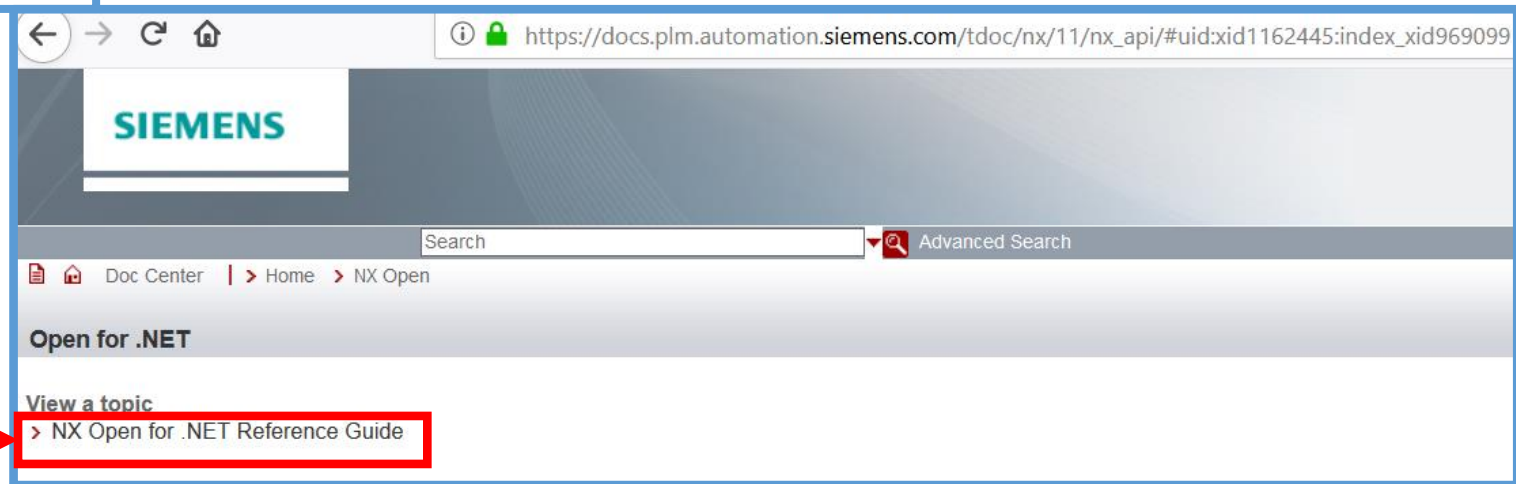 https://docs.plm.automation.siemens.com/tdoc/nx/11/nx_api/#uid:xid1162445:index_xid969099
SIEMENS
Search Advanced Search
Doc Center | > Home > NX Open
Open for .NET
View a topic
> NX Open for .NET Reference Guide